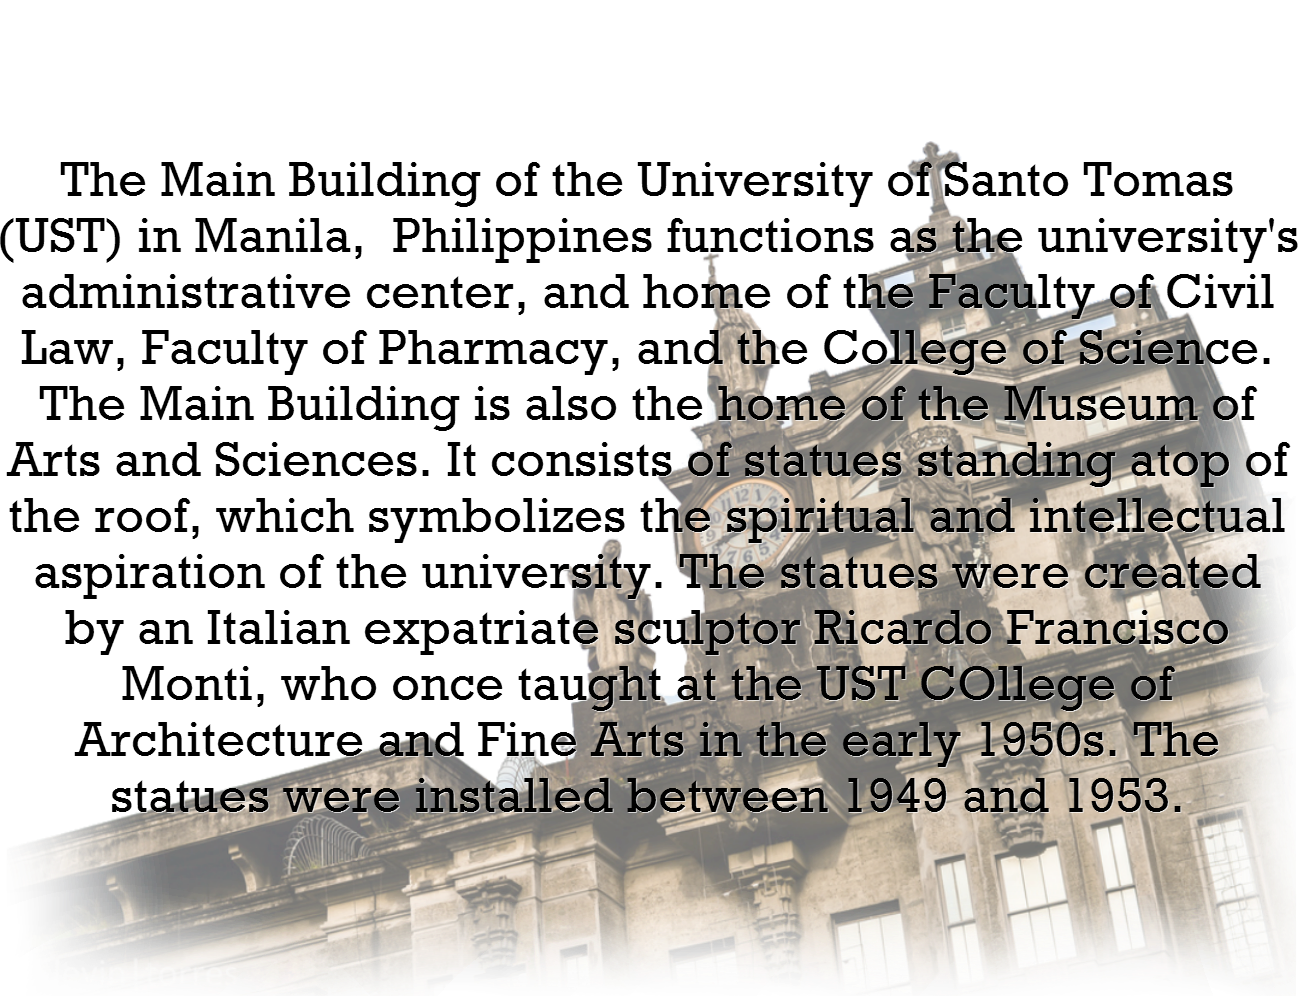 The Main Building of the University of Santo Tomas
(UST) in Manila,  Philippines functions as the university's
administrative center, and home of the Faculty of Civil
Law, Faculty of Pharmacy, and the College of Science.
The Main Building is also the home of the Museum of
Arts and Sciences. It consists of statues standing atop of
the roof, which symbolizes the spiritual and intellectual
aspiration of the university. The statues were created
by an Italian expatriate sculptor Ricardo Francisco
Monti, who once taught at the UST COllege of
Architecture and Fine Arts in the early 1950s. The
statues were installed between 1949 and 1953.